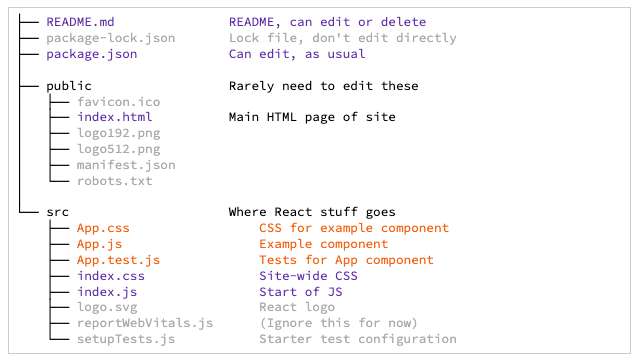 README.md README, can edit or delete
package-lock.json Lock file, don't edit directly
package.json Can edit, as usual
public Rarely need to edit these
favicon.ico
index.html Main HTML page of site
logo192.png
logo512.png
manifest.json
robots.txt
src Where React stuff goes
App.css CSS for example component
App.js Example component
App.test.js Tests for App component
index.css Site-wide CSS
index.js Start of JS
logo.svg React logo
reportWebVitals.js (Ignore this for now)
setupTests.js Starter test configuration